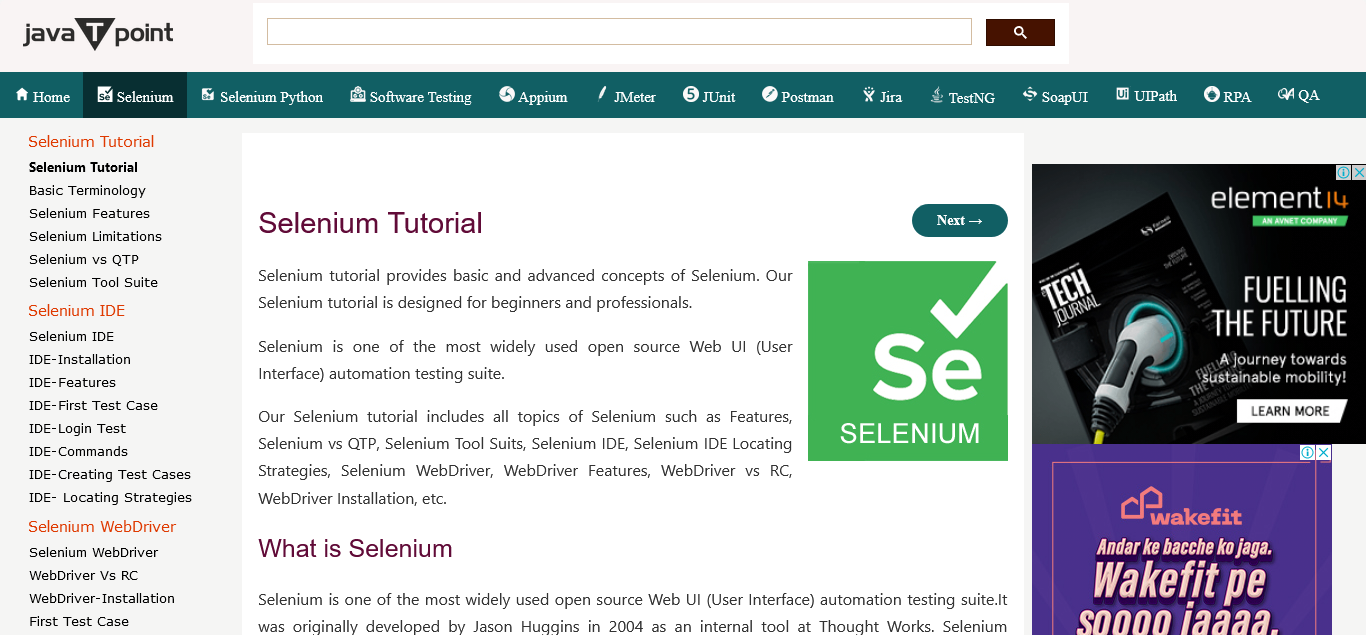 javaTpoint
Home
Selenium
Selenium Python
Software Testing
Appium
JMeter
JUnit
Postman
Jira
TestNG
SoapUI
UIPath
RPA
QA
Selenium Tutorial
Selenium Tutorial
Basic Terminology
Selenium Features
Selenium Limitations
Selenium vs QTP
Selenium Tool Suite
Selenium IDE
Selenium IDE
IDE-Installation
IDE-Features
IDE-First Test Case
IDE-Login Test
IDE-Commands
IDE-Creating Test Cases
IDE- Locating Strategies
Selenium WebDriver
Selenium WebDriver
WebDriver Vs RC
WebDriver-Installation
First Test Case
Selenium Tutorial
Next →
Selenium tutorial provides basic and advanced concepts of Selenium. Our
Selenium tutorial is designed for beginners and professionals.
Selenium is one of the most widely used open source Web UI (User
Interface) automation testing suite.
Our Selenium tutorial includes all topics of Selenium such as Features,
Selenium vs QTP, Selenium Tool Suits, Selenium IDE, Selenium IDE Locating
Strategies, Selenium WebDriver, WebDriver Features, WebDriver vs RC,
WebDriver Installation, etc.
Se
SELENIUM
What is Selenium
Selenium is one of the most widely used open source Web UI (User Interface) automation testing suite.It
was originally developed by Jason Huggins in 2004 as an internal tool at Thought Works. Selenium
element14
AN AVNET COMPANY
TECH
JOURNAL
FUELLING
THE FUTURE
A journey towards
sustainable mobility!
LEARN MORE
wakefit
Andar ke bacche ko jaga.
Wakefit pe
soooo jaaaa.